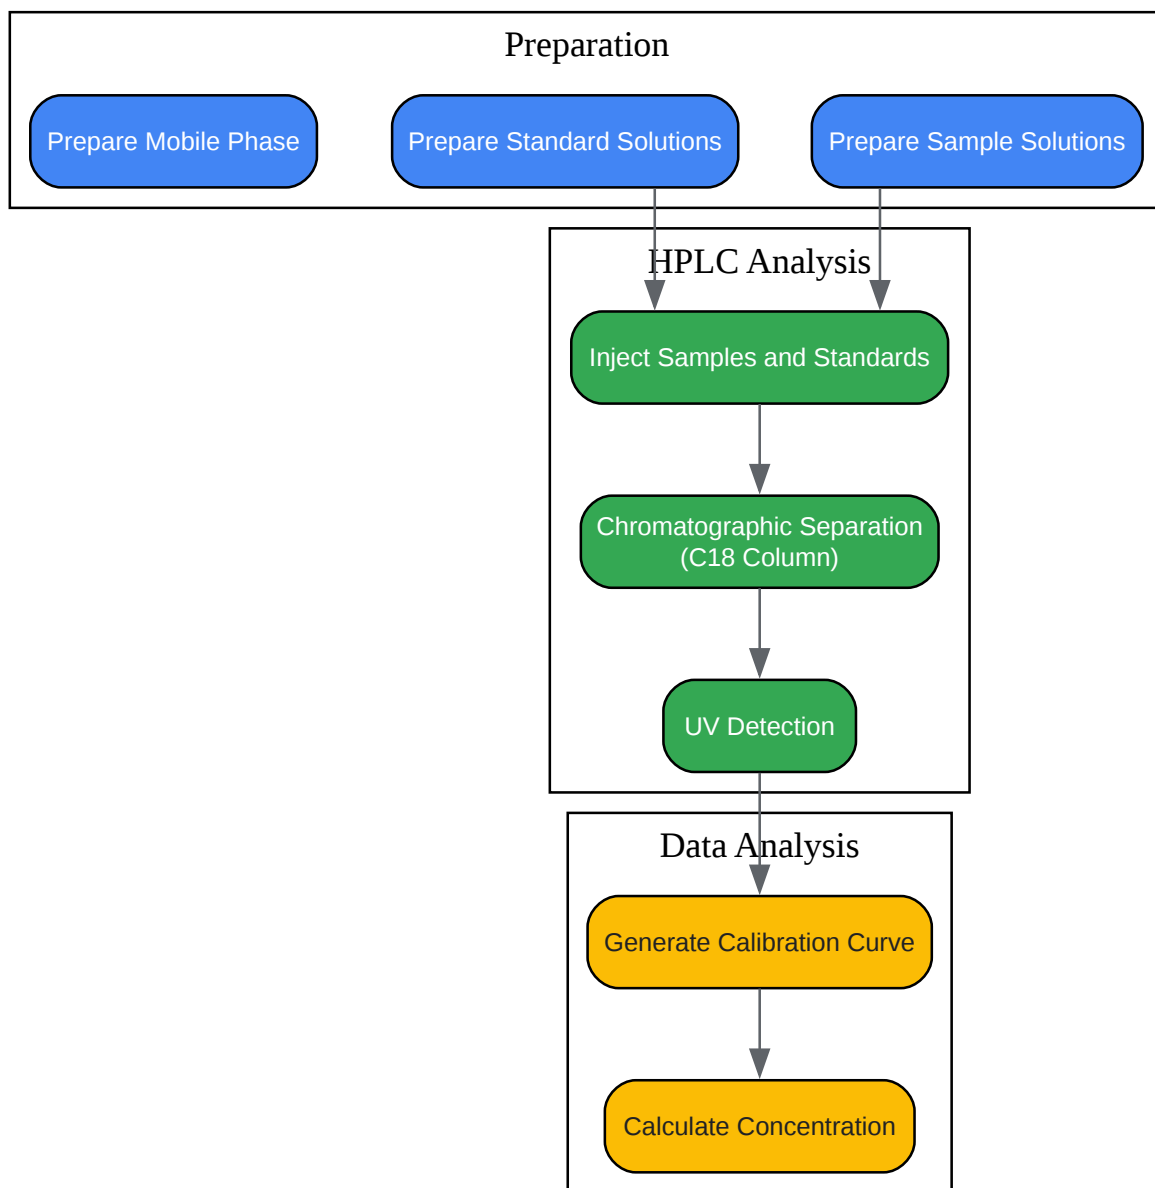 Preparation
Prepare Mobile Phase
Prepare Standard Solutions
Prepare Sample Solutions
HPLC Analysis
Inject Samples and Standards
Chromatographic Separation
(C18 Column)
UV Detection
Data Analysis
Generate Calibration Curve
Calculate Concentration